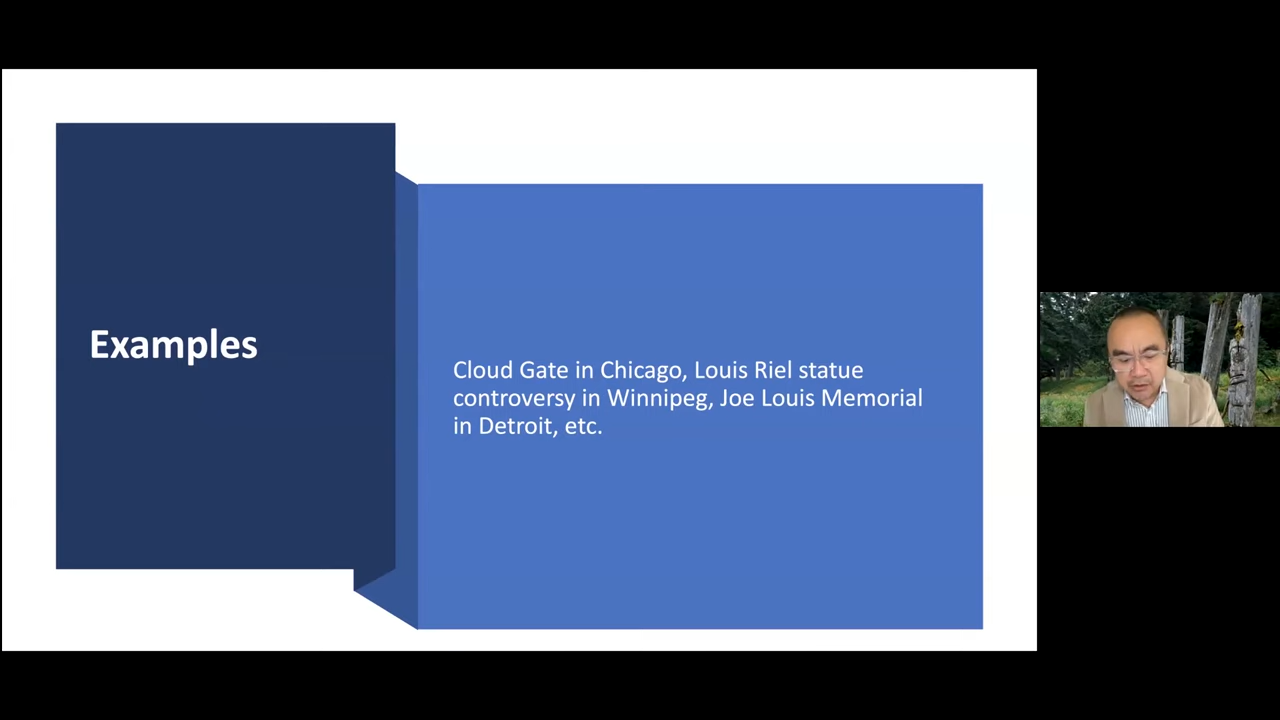 Examples
Cloud Gate in Chicago, Louis Riel statue
controversy in Winnipeg, Joe Louis Memorial
in Detroit, etc.